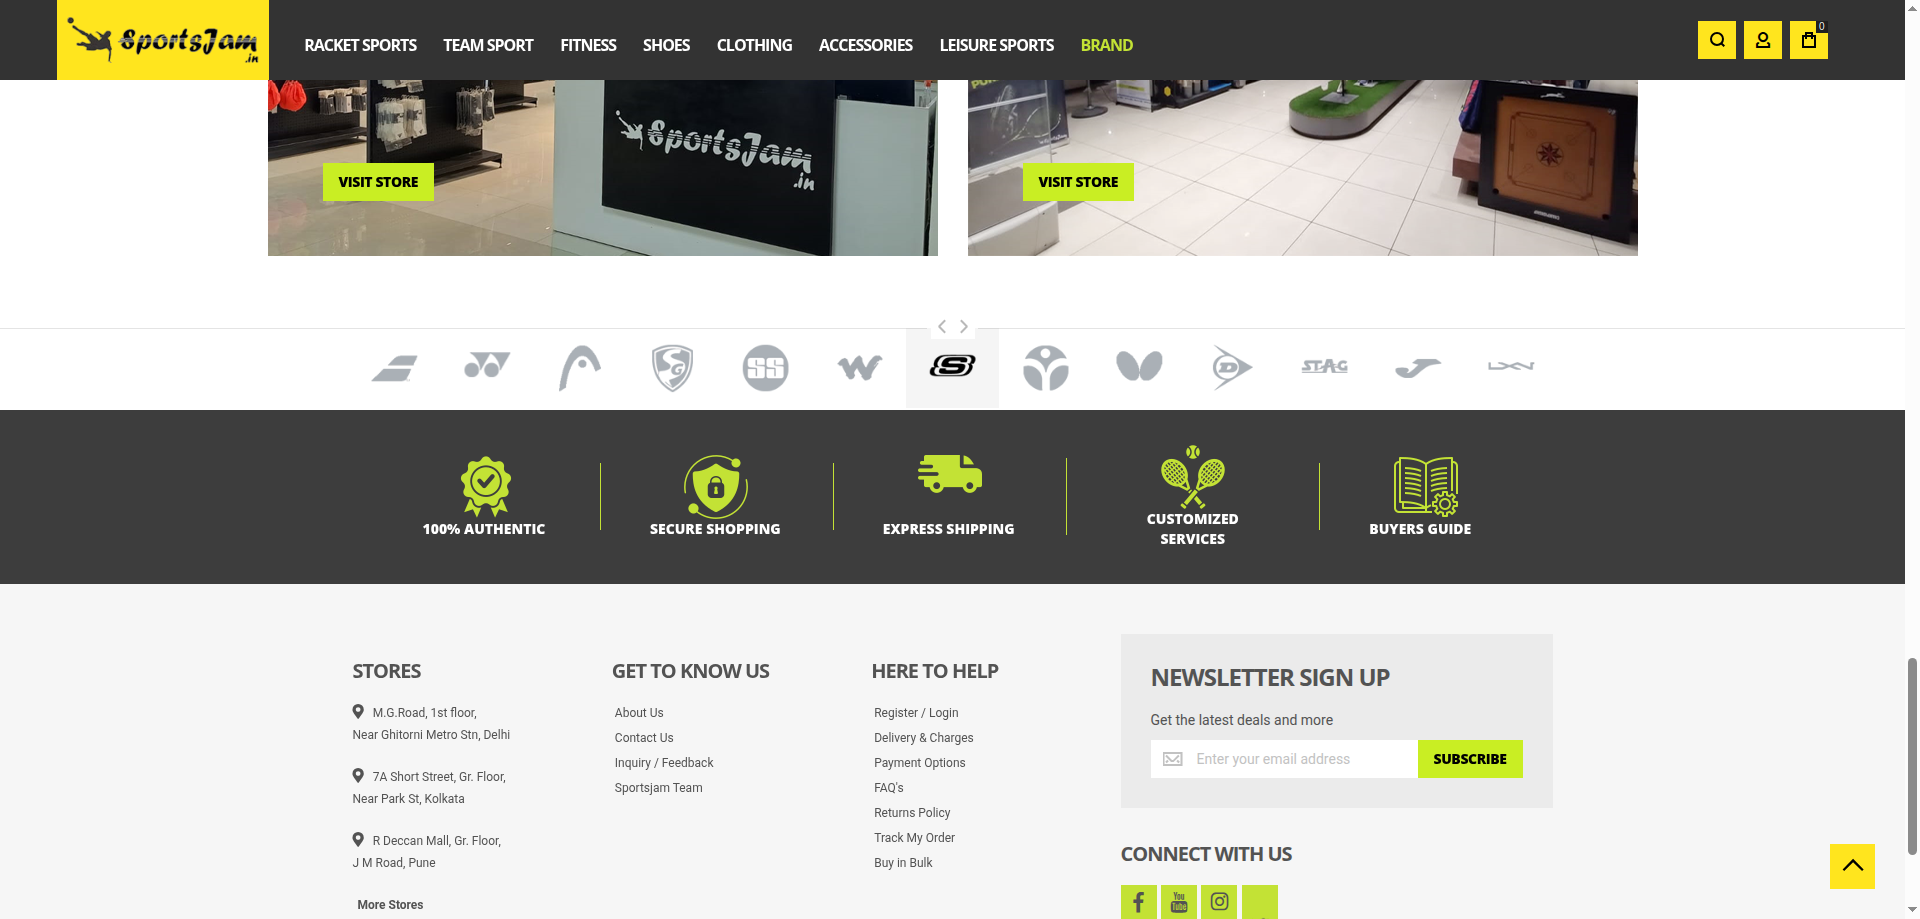 SportsJam
.in
RACKET SPORTS TEAM SPORT FITNESS SHOES CLOTHING ACCESSORIES LEISURE SPORTS BRAND
0
SportsJam
.in
VISIT STORE
VISIT STORE
SG
SS
D
STAG
100% AUTHENTIC
SECURE SHOPPING
EXPRESS SHIPPING
CUSTOMIZED
SERVICES
BUYERS GUIDE
STORES
M.G.Road, 1st floor,
Near Ghitorni Metro Stn, Delhi
7A Short Street, Gr. Floor,
Near Park St, Kolkata
R Deccan Mall, Gr. Floor,
J M Road, Pune
More Stores
GET TO KNOW US
About Us
Contact Us
Inquiry / Feedback
Sportsjam Team
HERE TO HELP
Register / Login
Delivery & Charges
Payment Options
FAQ's
Returns Policy
Track My Order
Buy in Bulk
NEWSLETTER SIGN UP
Get the latest deals and more
Enter your email address
SUBSCRIBE
CONNECT WITH US
You
Tube